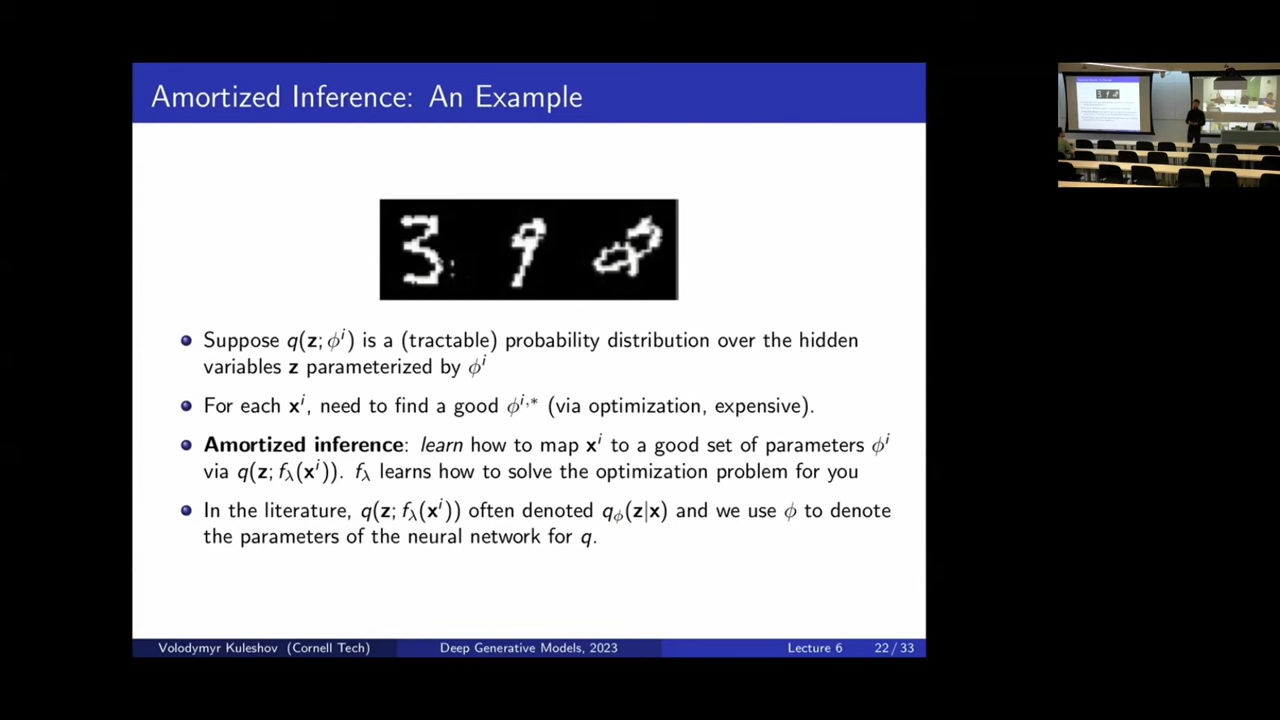 Amortized Inference: An Example
Suppose q(z; ϕⁱ) is a (tractable) probability distribution over the hidden
variables z parameterized by ϕⁱ
For each xⁱ, need to find a good ϕⁱ,* (via optimization, expensive).
Amortized inference: learn how to map xⁱ to a good set of parameters ϕⁱ
via q(z; f_λ(xⁱ)). f_λ learns how to solve the optimization problem for you
In the literature, q(z; f_λ(xⁱ)) often denoted q_ϕ(z|x) and we use ϕ to denote
the parameters of the neural network for q.
Volodymyr Kuleshov (Cornell Tech) Deep Generative Models, 2023 Lecture 6 22 / 33